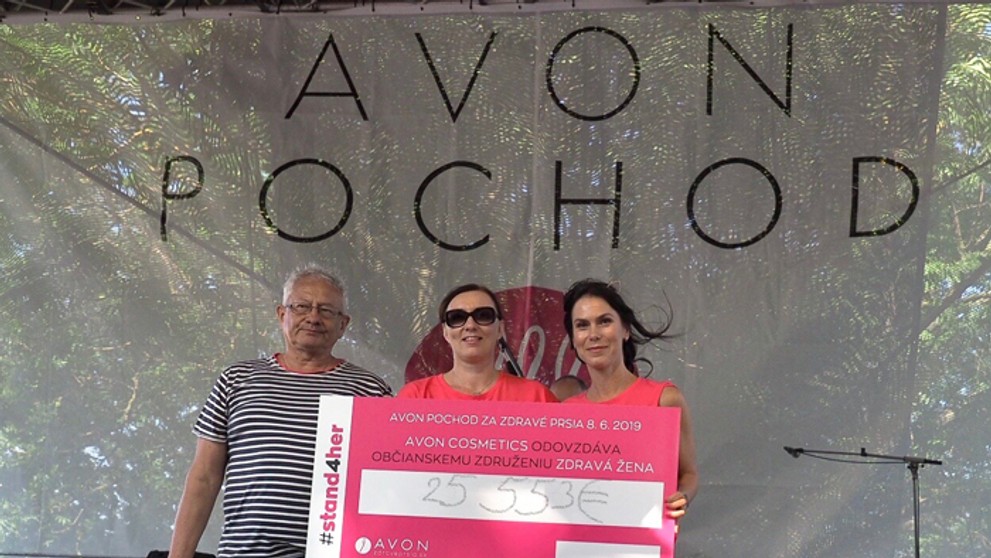 AVON
POCHOD
#stand4her
AVON POCHOD ZA ZDRAVÉ PRSIA 8. 6. 2019
AVON COSMETICS ODOVZDÁVA
OBČIANSKEMU ZDRUŽENIU ZDRAVÁ ŽENA
25 553€
AVON